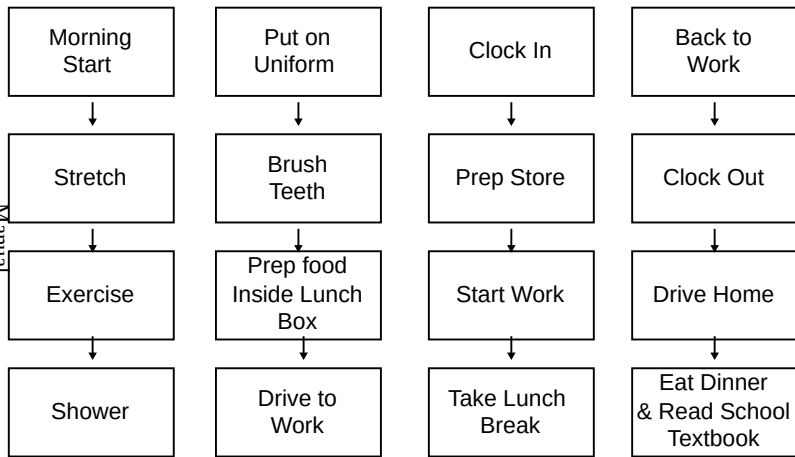 Morning
Start
Stretch
Exercise
Shower
Put on
Uniform
Brush
Teeth
Prep food
Inside Lunch
Box
Drive to
Work
Clock In
Prep Store
Start Work
Take Lunch
Break
Back to
Work
Clock Out
Drive Home
Eat Dinner
& Read School
Textbook